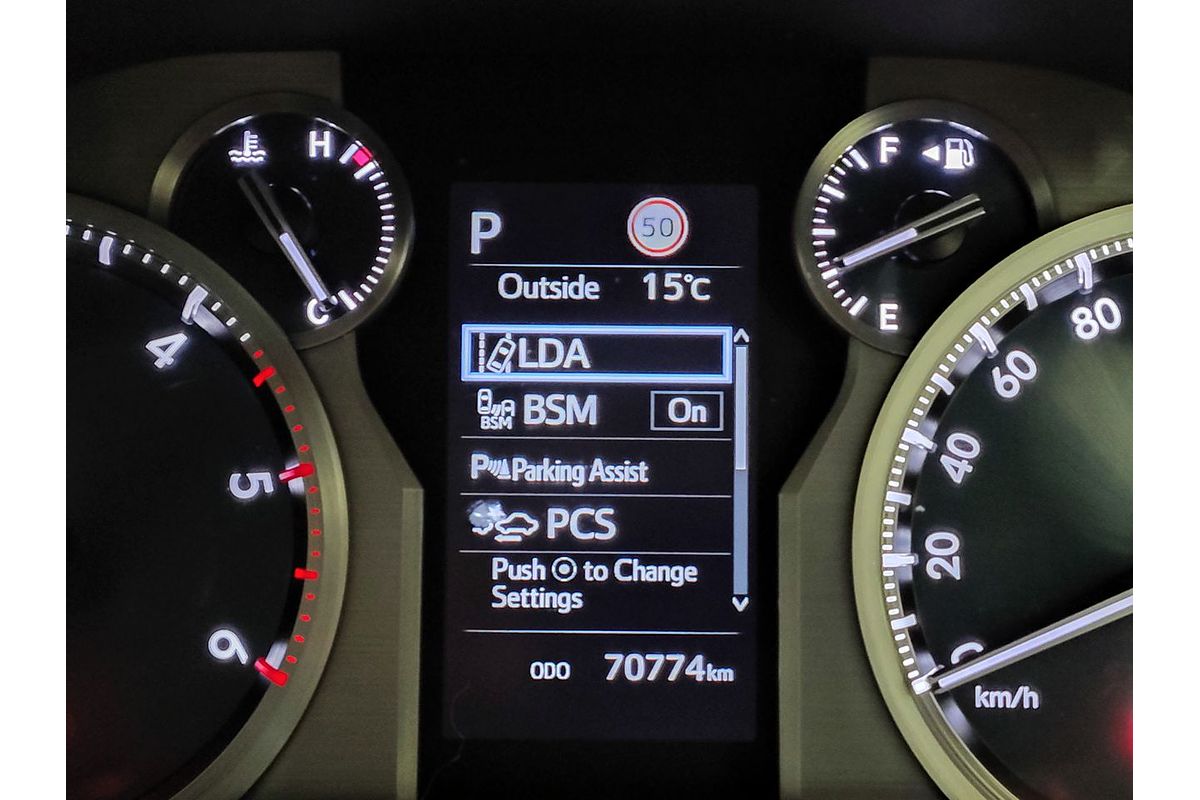 H
C
4
5
6
P
50
Outside 15℃
LDA
BSM BSM On
P Parking Assist
PCS
Push to Change
Settings
ODO 70774km
F
E
80
60
40
20
0
km/h